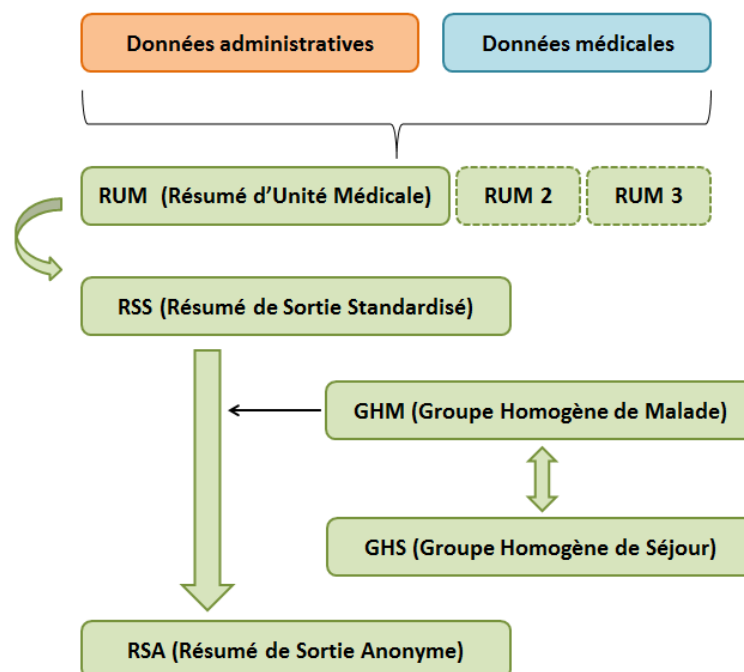 Données administratives
Données médicales
RUM (Résumé d’Unité Médicale)
RUM 2
RUM 3
RSS (Résumé de Sortie Standardisé)
GHM (Groupe Homogène de Malade)
GHS (Groupe Homogène de Séjour)
RSA (Résumé de Sortie Anonyme)